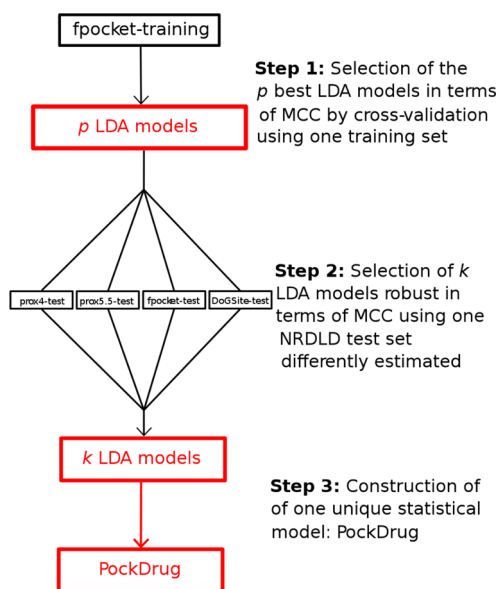 fpocket-training
Step 1: Selection of the
p best LDA models in terms
of MCC by cross-validation
using one training set
p LDA models
prox4-test
prox5.5-test
fpocket-test
DoGSite-test
Step 2: Selection of k
LDA models robust in
terms of MCC using one
NRDLD test set
differently estimated
k LDA models
Step 3: Construction of
of one unique statistical
model: PockDrug
PockDrug